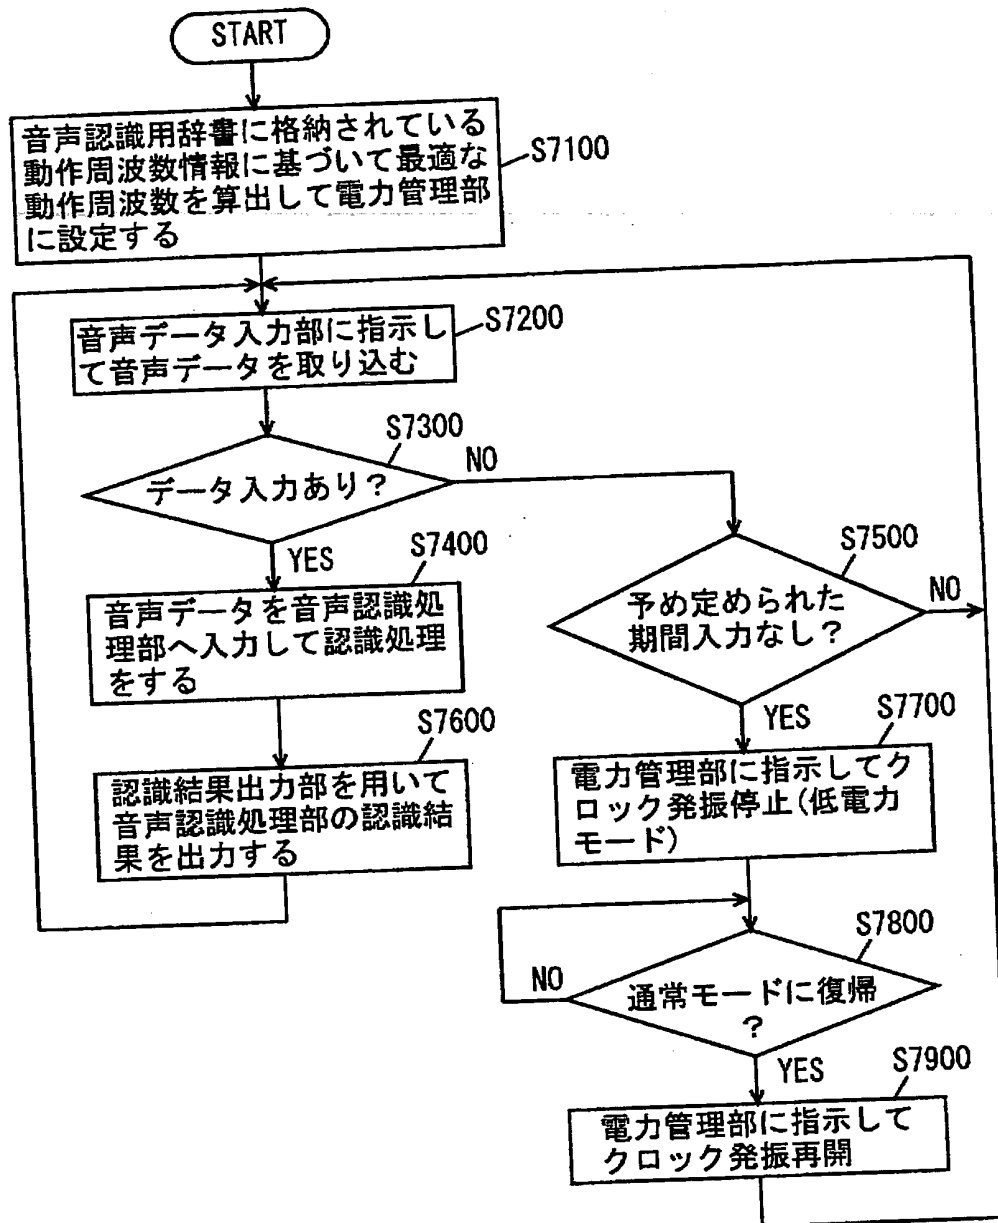 START
音声認識用辞書に格納されている
動作周波数情報に基づいて最適な
動作周波数を算出して電力管理部
に設定する
S7100
音声データ入力部に指示し
て音声データを取り込む
S7200
データ入力あり?
S7300
NO
YES
音声データを音声認識処
理部へ入力して認識処理
をする
S7400
予め定められた
期間入力なし?
S7500
NO
YES
認識結果出力部を用いて
音声認識処理部の認識結
果を出力する
S7600
電力管理部に指示してク
ロック発振停止(低電力
モード)
S7700
通常モードに復帰
?
S7800
NO
YES
電力管理部に指示して
クロック発振再開
S7900